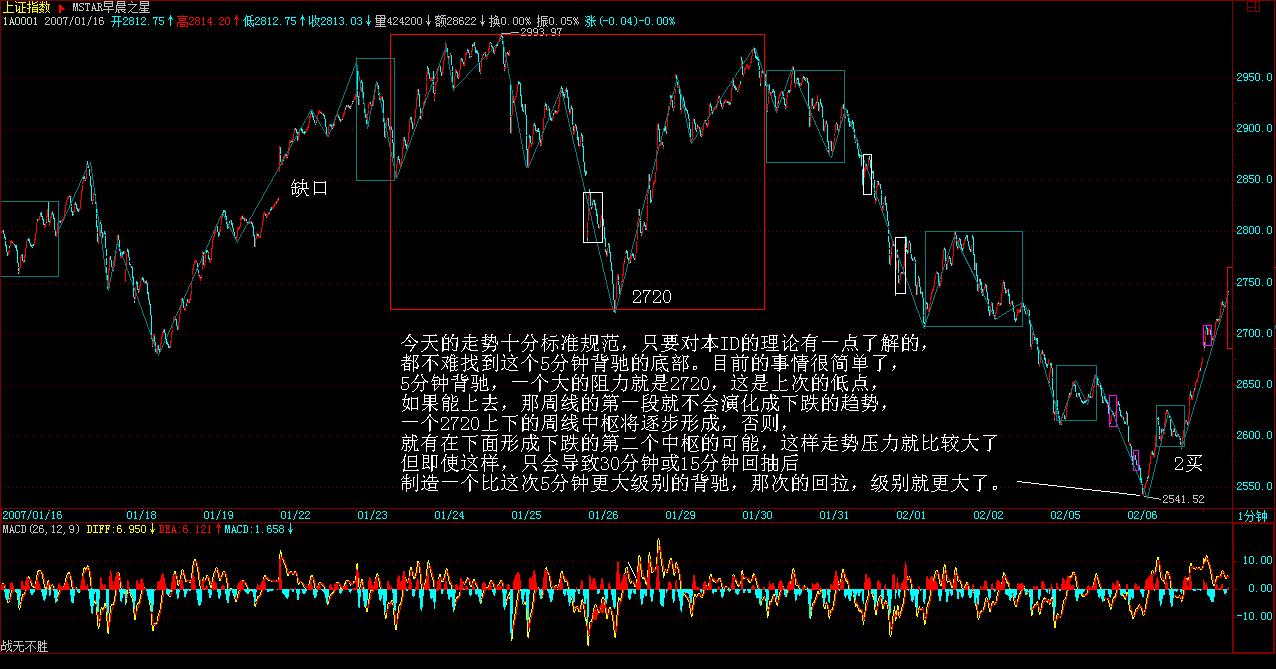 上证指数 MSTAR早晨之星
1A0001 2007/01/16 开2812.75↑高2814.20↑低2812.75↑收2813.03↓量424200↓额28622↓换0.00% 振0.05% 涨(-0.04)-0.00%
2993.97
2950.0
2900.0
缺口
2850.0
2800.0
2750.0
2720
2700.0
今天的走势十分标准规范，只要对本ID的理论有一点了解的，
都不难找到这个5分钟背驰的底部。目前的事情很简单了，
5分钟背驰，一个大的阻力就是2720，这是上次的低点，
2650.0
如果能上去，那周线的第一段就不会演化成下跌的趋势，
一个2720上下的周线中枢将逐步形成，否则，
2600.0
就有在下面形成下跌的第二个中枢的可能，这样走势压力就比较大了
但即使这样，只会导致30分钟或15分钟回抽后
2买
制造一个比这次5分钟更大级别的背驰，那次的回拉，级别就更大了。
2550.0
2541.52
2007/01/16 01/18 01/19 01/22 01/23 01/24 01/25 01/26 01/29 01/30 01/31 02/01 02/02 02/05 02/06 1分钟
MACD(26,12,9) DIFF:6.950↓DEA:6.121↑MACD:1.658↓
10.00
0.00
-10.00
战无不胜